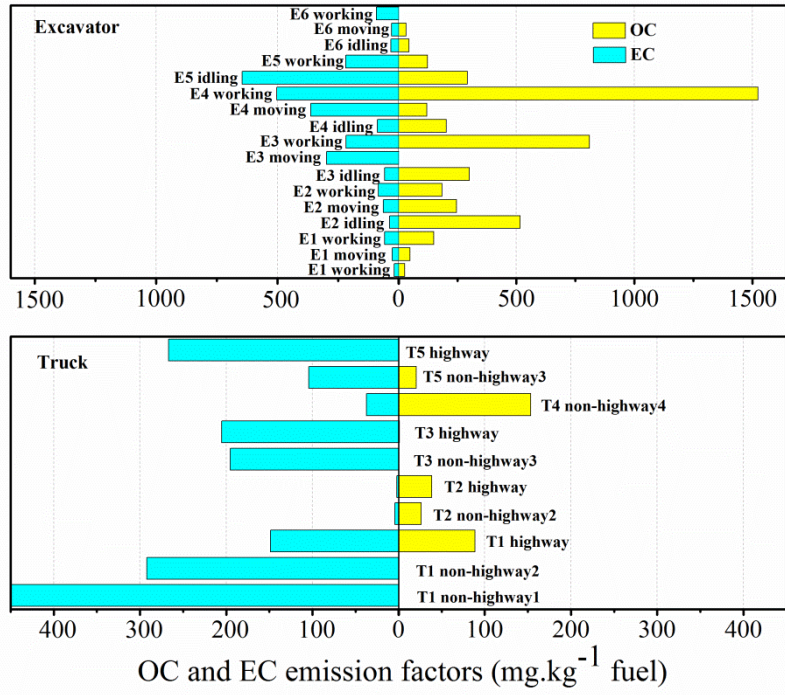 Excavator
OC
EC
E6 working
E6 moving
E6 idling
E5 working
E5 idling
E4 working
E4 moving
E4 idling
E3 working
E3 moving
E3 idling
E2 working
E2 moving
E2 idling
E1 working
E1 moving
E1 working
1500 1000 500 0 500 1000 1500
Truck
T5 highway
T5 non-highway3
T4 non-highway4
T3 highway
T3 non-highway3
T2 highway
T2 non-highway2
T1 highway
T1 non-highway2
T1 non-highway1
400 300 200 100 0 100 200 300 400
OC and EC emission factors (mg.kg⁻¹ fuel)